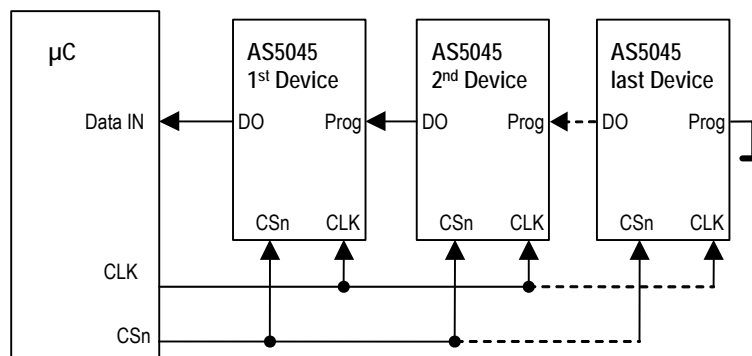 µC
AS5045
1st Device
AS5045
2nd Device
AS5045
last Device
Data IN
DO
Prog
DO
Prog
DO
Prog
CSn
CLK
CSn
CLK
CSn
CLK
CLK
CSn